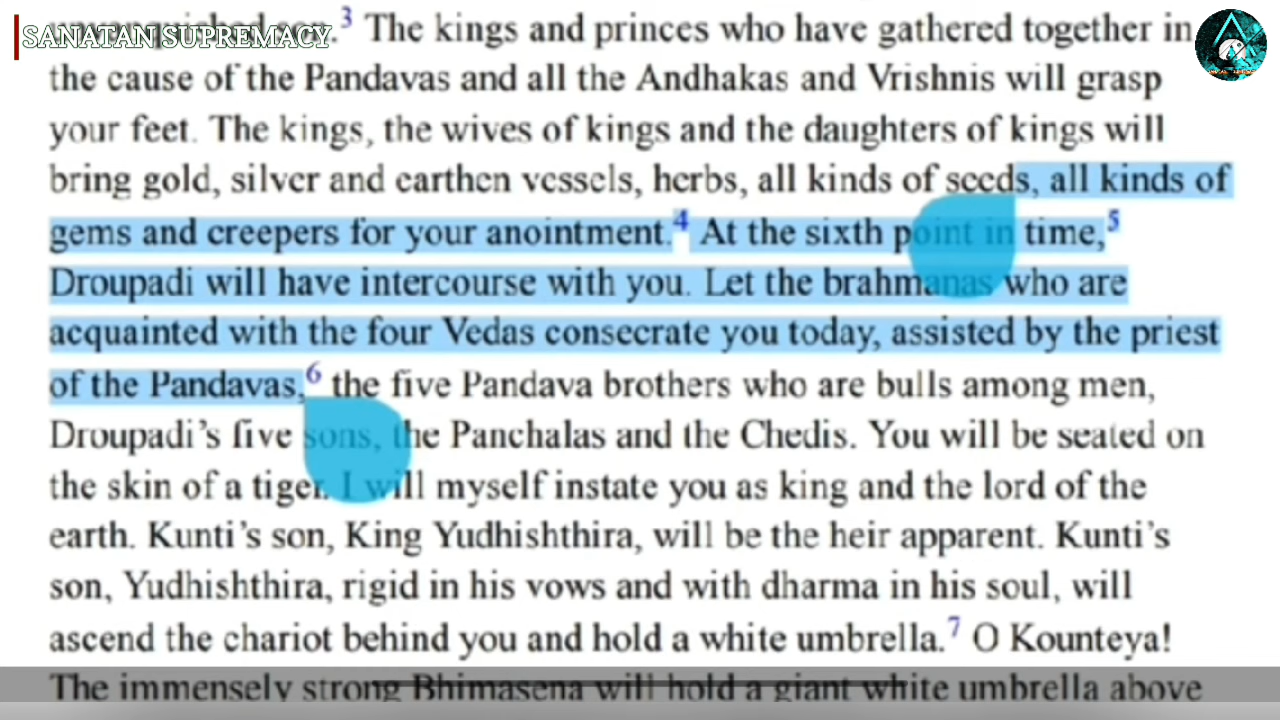 SANATAN SUPREMACY
son.³ The kings and princes who have gathered together in
the cause of the Pandavas and all the Andhakas and Vrishnis will grasp
your feet. The kings, the wives of kings and the daughters of kings will
bring gold, silver and earthen vessels, herbs, all kinds of seeds, all kinds of
gems and creepers for your anointment.⁴ At the sixth point in time,⁵
Droupadi will have intercourse with you. Let the brahmanas who are
acquainted with the four Vedas consecrate you today, assisted by the priest
of the Pandavas,⁶ the five Pandava brothers who are bulls among men,
Droupadi's five sons, the Panchalas and the Chedis. You will be seated on
the skin of a tiger. I will myself instate you as king and the lord of the
earth. Kunti's son, King Yudhishthira, will be the heir apparent. Kunti's
son, Yudhishthira, rigid in his vows and with dharma in his soul, will
ascend the chariot behind you and hold a white umbrella.⁷ O Kounteya!
The immensely strong Bhimasena will hold a giant white umbrella above